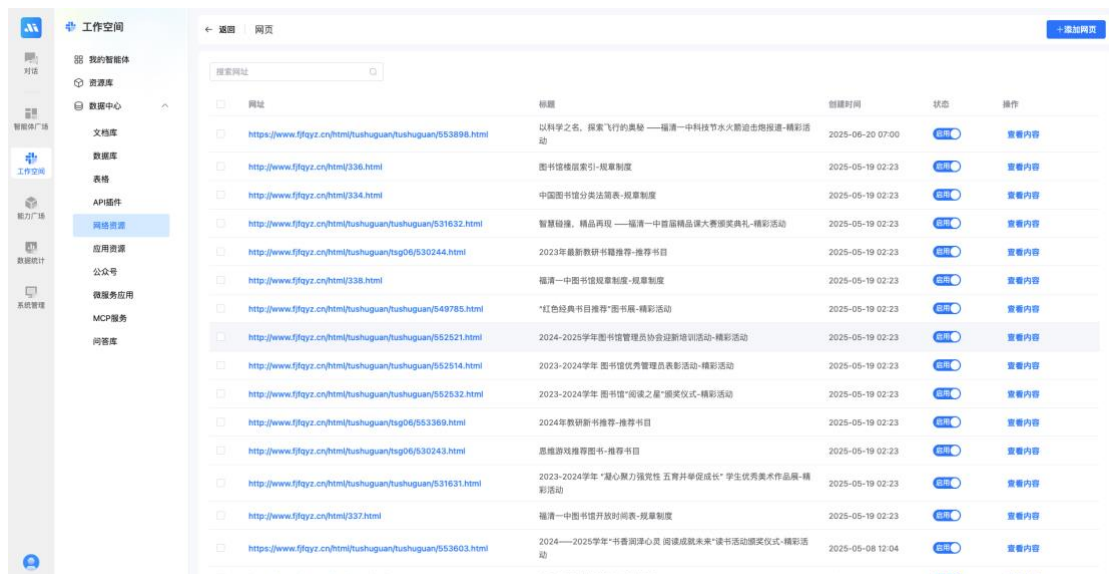 工作空间
← 返回 网页
+添加网页
对话
智能体广场
工作空间
能力广场
数据统计
系统管理
我的智能体
资源库
数据中心
文档库
数据库
表格
API插件
网络资源
应用资源
公众号
微服务应用
MCP服务
问答库
搜索网址
网址 标题 创建时间 状态 操作
https://www.fjfqyz.cn/html/tushuguan/tushuguan/553898.html 以科学之名，探索飞行的奥秘 ——福清一中科技节水火箭迫击炮报道-精彩活
动 2025-06-20 07:00 启用 查看内容
http://www.fjfqyz.cn/html/336.html 图书馆楼层索引-规章制度 2025-05-19 02:23 启用 查看内容
http://www.fjfqyz.cn/html/334.html 中国图书馆分类法简表-规章制度 2025-05-19 02:23 启用 查看内容
http://www.fjfqyz.cn/html/tushuguan/tushuguan/531632.html 智慧碰撞，精品再现 ——福清一中首届精品课大赛颁奖典礼-精彩活动 2025-05-19 02:23 启用 查看内容
http://www.fjfqyz.cn/html/tushuguan/tsg06/530244.html 2023年最新教研书籍推荐-推荐书目 2025-05-19 02:23 启用 查看内容
http://www.fjfqyz.cn/html/338.html 福清一中图书馆规章制度-规章制度 2025-05-19 02:23 启用 查看内容
http://www.fjfqyz.cn/html/tushuguan/tushuguan/549785.html "红色经典书目推荐"图书展-精彩活动 2025-05-19 02:23 启用 查看内容
http://www.fjfqyz.cn/html/tushuguan/tushuguan/552521.html 2024-2025学年图书馆管理员协会迎新培训活动-精彩活动 2025-05-19 02:23 启用 查看内容
http://www.fjfqyz.cn/html/tushuguan/tushuguan/552514.html 2023-2024学年 图书馆优秀管理员表彰活动-精彩活动 2025-05-19 02:23 启用 查看内容
http://www.fjfqyz.cn/html/tushuguan/tushuguan/552532.html 2023-2024学年 图书馆"阅读之星"颁奖仪式-精彩活动 2025-05-19 02:23 启用 查看内容
http://www.fjfqyz.cn/html/tushuguan/tsg06/553369.html 2024年教研新书推荐-推荐书目 2025-05-19 02:23 启用 查看内容
http://www.fjfqyz.cn/html/tushuguan/tsg06/530243.html 思维游戏推荐图书-推荐书目 2025-05-19 02:23 启用 查看内容
http://www.fjfqyz.cn/html/tushuguan/tushuguan/531631.html 2023-2024学年 "凝心聚力强党性 五育并举促成长" 学生优秀美术作品展-精
彩活动 2025-05-19 02:23 启用 查看内容
http://www.fjfqyz.cn/html/337.html 福清一中图书馆开放时间表-规章制度 2025-05-19 02:23 启用 查看内容
https://www.fjfqyz.cn/html/tushuguan/tushuguan/553603.html 2024——2025学年"书香润泽心灵 阅读成就未来"读书活动颁奖仪式-精彩活
动 2025-05-08 12:04 启用 查看内容